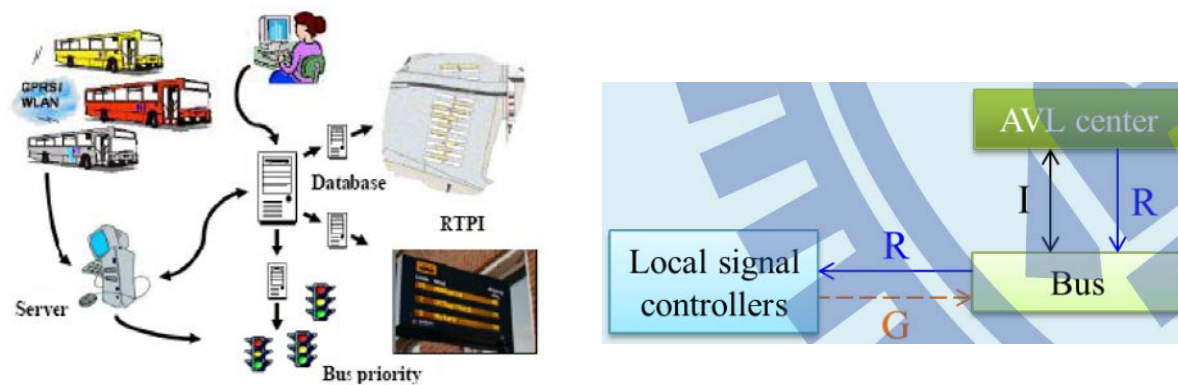 GPRS/
WLAN
Database
RTPI
Server
Bus priority
AVL center
I
R
Local signal
controllers
R
G
Bus